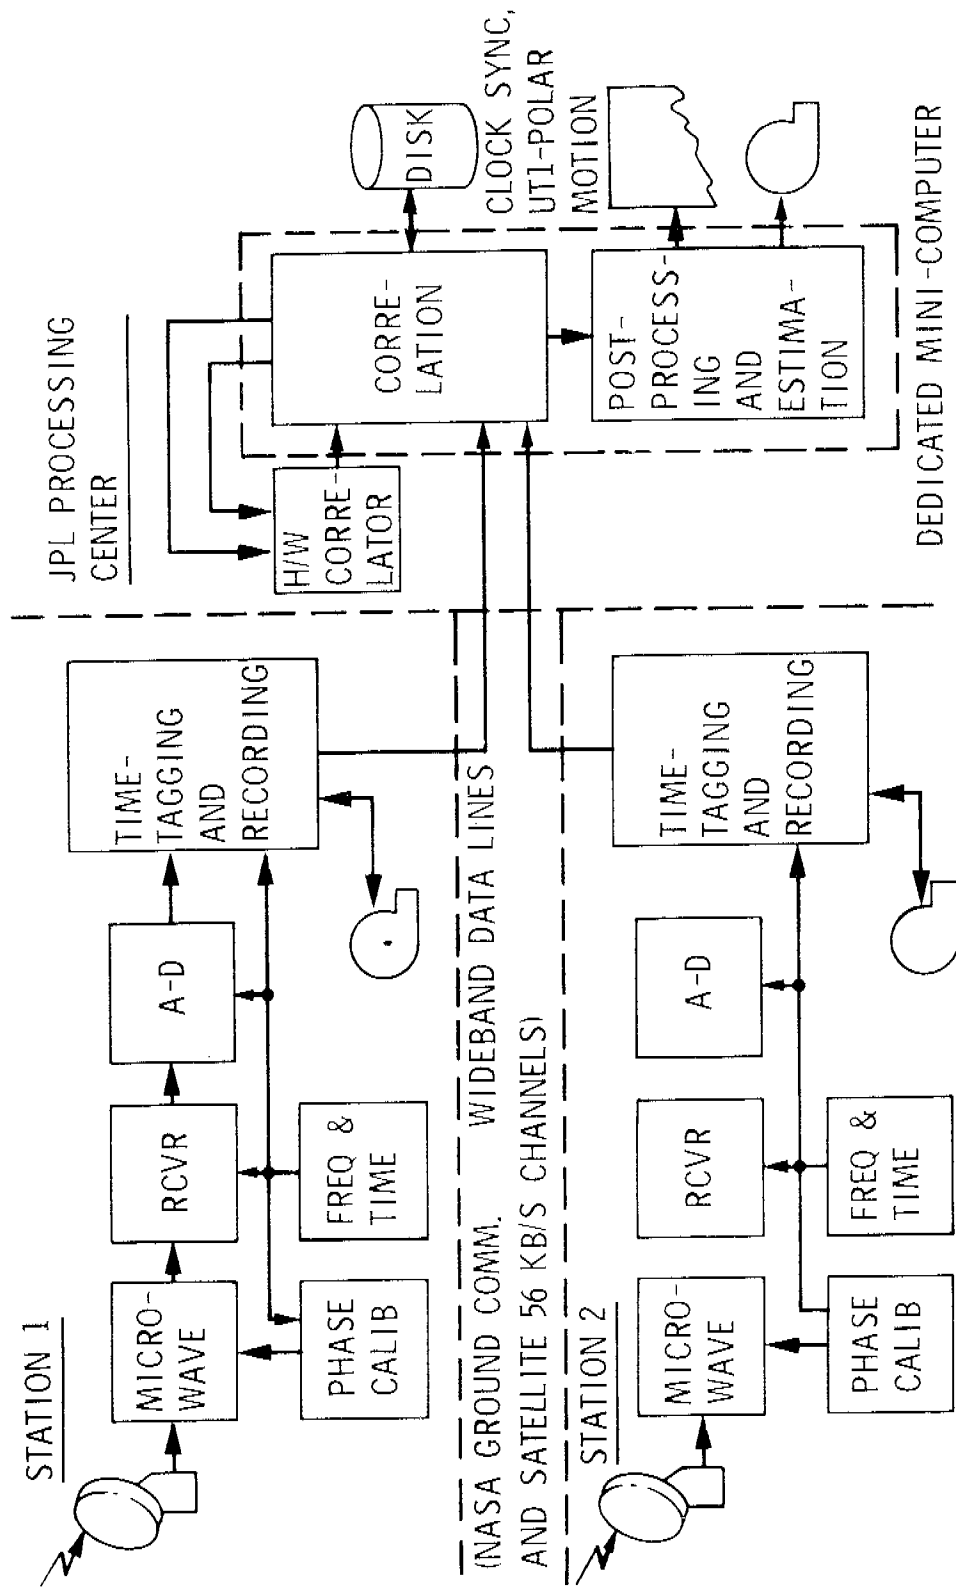 STATION 1
MICRO-
WAVE
RCVR
A-D
TIME-
TAGGING
AND
RECORDING
PHASE
CALIB
FREQ &
TIME
(NASA GROUND COMM. WIDEBAND DATA LINES
AND SATELLITE 56 KB/S CHANNELS)
STATION 2
MICRO-
WAVE
RCVR
A-D
TIME-
TAGGING
AND
RECORDING
PHASE
CALIB
FREQ &
TIME
JPL PROCESSING
CENTER
H/W
CORRE-
LATOR
CORRE-
LATION
DISK
CLOCK SYNC,
UT1-POLAR
MOTION
POST-
PROCESS-
ING AND
ESTIMA-
TION
DEDICATED MINI-COMPUTER